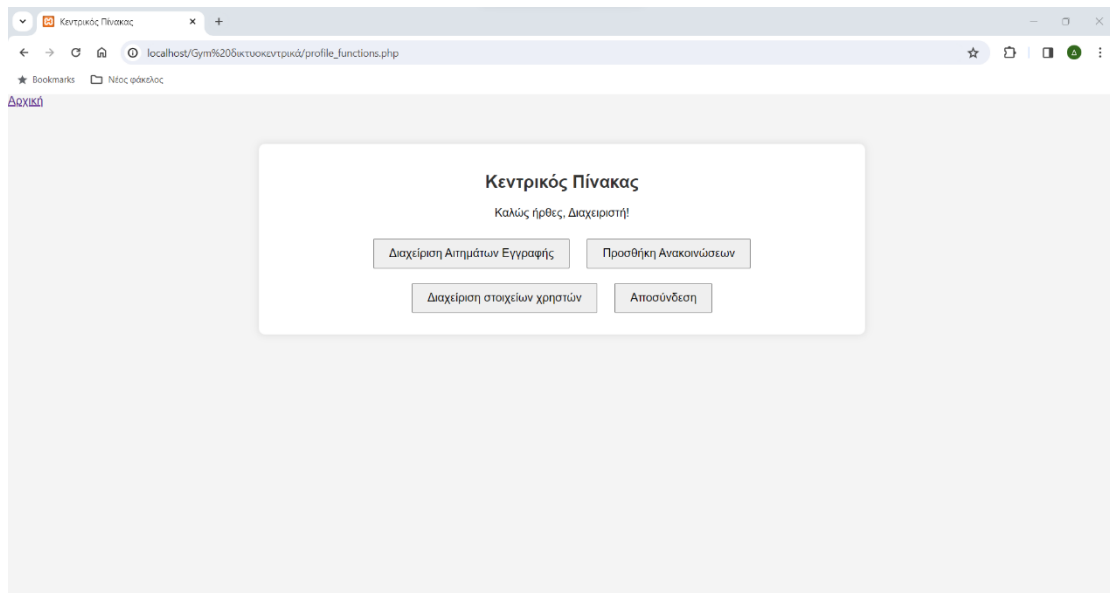 Κεντρικός Πίνακας
localhost/Gym%20δικτυοκεντρικά/profile_functions.php
Bookmarks Νέος φάκελος
Αρχική
Κεντρικός Πίνακας
Καλώς ήρθες, Διαχειριστή!
Διαχείριση Αιτημάτων Εγγραφής Προσθήκη Ανακοινώσεων
Διαχείριση στοιχείων χρηστών Αποσύνδεση